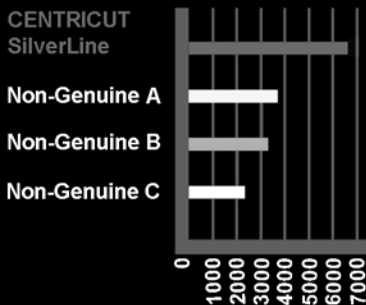 CENTRICUT
SilverLine
Non-Genuine A
Non-Genuine B
Non-Genuine C
0
1000
2000
3000
4000
5000
6000
7000